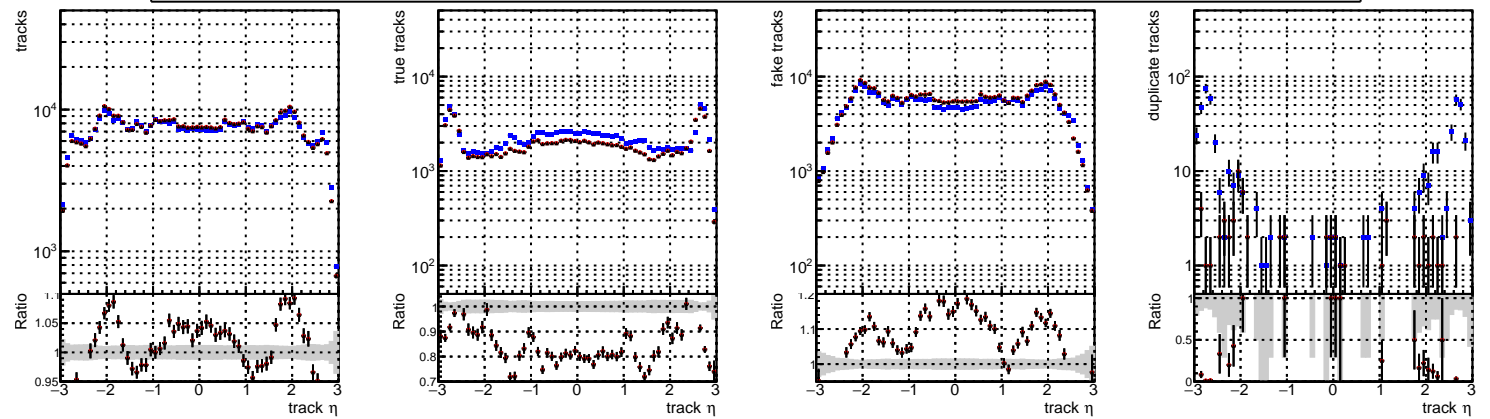 tracks
10⁴
10³
Ratio
1.1
1.05
1
0.95
−3 −2 −1 0 1 2 3
track η
true tracks
10⁴
10³
10²
Ratio
1
0.9
0.8
0.7
−3 −2 −1 0 1 2 3
track η
fake tracks
10⁴
10³
10²
Ratio
1.2
1.1
1
−3 −2 −1 0 1 2 3
track η
duplicate tracks
10²
10
1
Ratio
1
0.5
0
−3 −2 −1 0 1 2 3
track η